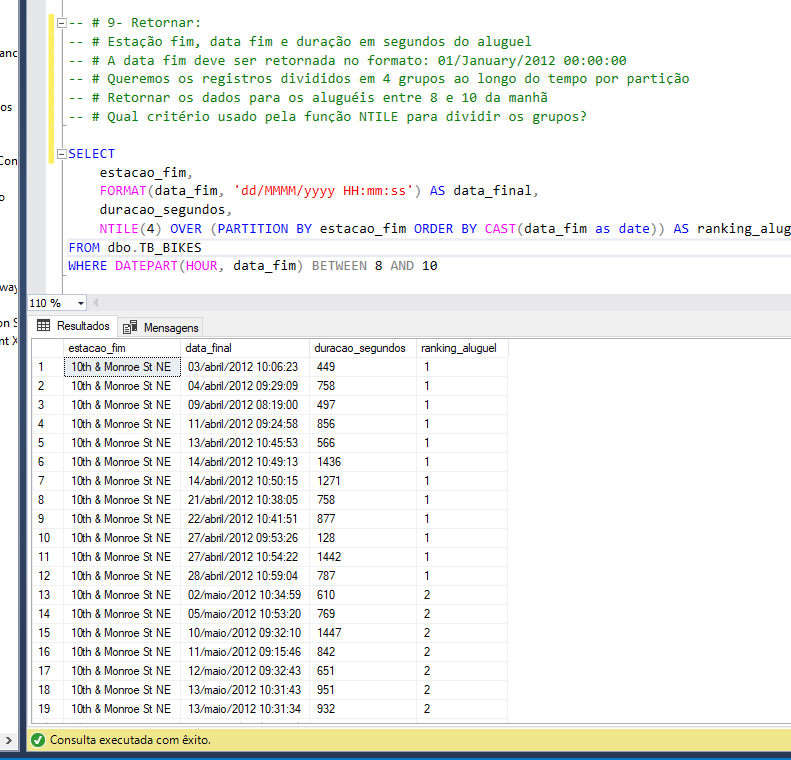 -- # 9- Retornar:
-- # Estação fim, data fim e duração em segundos do aluguel
-- # A data fim deve ser retornada no formato: 01/January/2012 00:00:00
-- # Queremos os registros divididos em 4 grupos ao longo do tempo por partição
-- # Retornar os dados para os aluguéis entre 8 e 10 da manhã
-- # Qual critério usado pela função NTILE para dividir os grupos?
SELECT
estacao_fim,
FORMAT(data_fim, 'dd/MMMM/yyyy HH:mm:ss') AS data_final,
duracao_segundos,
NTILE(4) OVER (PARTITION BY estacao_fim ORDER BY CAST(data_fim as date)) AS ranking_alug
FROM dbo.TB_BIKES
WHERE DATEPART(HOUR, data_fim) BETWEEN 8 AND 10
110 %
Resultados Mensagens
estacao_fim data_final duracao_segundos ranking_aluguel
1 10th & Monroe St NE 03/abril/2012 10:06:23 449 1
2 10th & Monroe St NE 04/abril/2012 09:29:09 758 1
3 10th & Monroe St NE 09/abril/2012 08:19:00 497 1
4 10th & Monroe St NE 11/abril/2012 09:24:58 856 1
5 10th & Monroe St NE 13/abril/2012 10:45:53 566 1
6 10th & Monroe St NE 14/abril/2012 10:49:13 1436 1
7 10th & Monroe St NE 14/abril/2012 10:50:15 1271 1
8 10th & Monroe St NE 21/abril/2012 10:38:05 758 1
9 10th & Monroe St NE 22/abril/2012 10:41:51 877 1
10 10th & Monroe St NE 27/abril/2012 09:53:26 128 1
11 10th & Monroe St NE 27/abril/2012 10:54:22 1442 1
12 10th & Monroe St NE 28/abril/2012 10:59:04 787 1
13 10th & Monroe St NE 02/maio/2012 10:34:59 610 2
14 10th & Monroe St NE 05/maio/2012 10:53:20 769 2
15 10th & Monroe St NE 10/maio/2012 09:32:10 1447 2
16 10th & Monroe St NE 11/maio/2012 09:15:46 842 2
17 10th & Monroe St NE 12/maio/2012 09:32:43 651 2
18 10th & Monroe St NE 13/maio/2012 10:31:43 951 2
19 10th & Monroe St NE 13/maio/2012 10:31:34 932 2
Consulta executada com êxito.